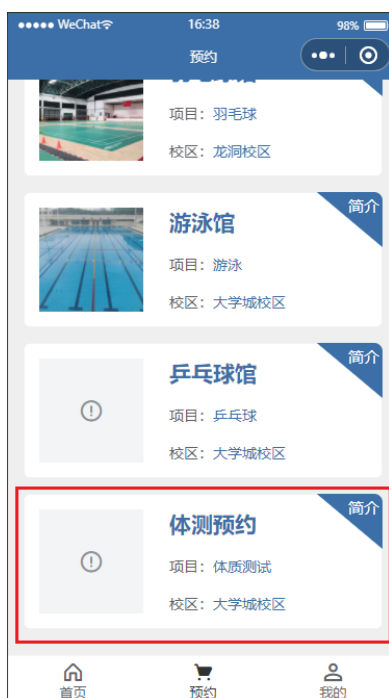 ●●●●● WeChat
16:38
98%
预约
项目：羽毛球
校区：龙洞校区
简介
游泳馆
项目：游泳
校区：大学城校区
简介
乒乓球馆
项目：乒乓球
校区：大学城校区
简介
体测预约
项目：体质测试
校区：大学城校区
首页
预约
我的